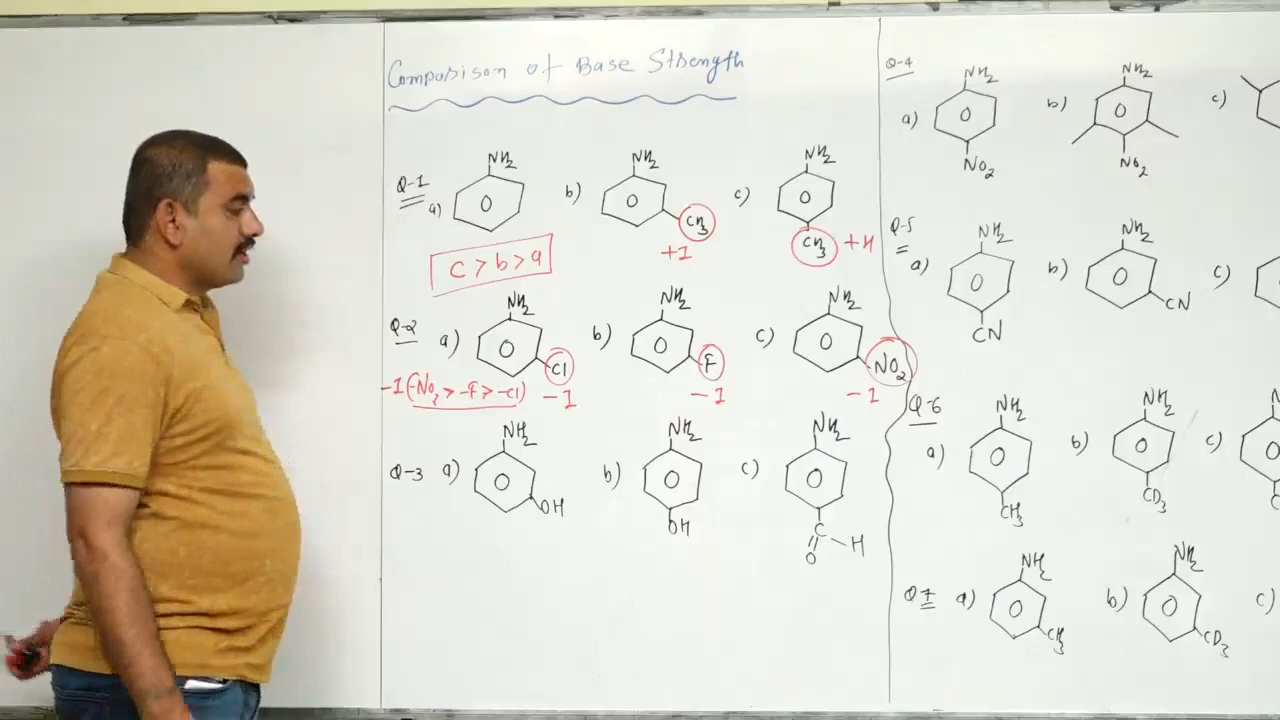 Comparison of Base Strength
Q-1
a)
NH2
b)
NH2
CH3
+I
c)
NH2
CH3
+H
c > b > a
Q-2
a)
NH2
Cl
-I
b)
NH2
F
-I
c)
NH2
NO2
-I
-I (-NO2 > -F > -Cl)
Q-3
a)
NH2
OH
b)
NH2
OH
c)
NH2
C-H
O
Q-4
a)
NH2
NO2
b)
NH2
NO2
c)
Q-5
a)
NH2
CN
b)
NH2
CN
c)
Q-6
a)
NH2
CH3
b)
NH2
CD3
c)
Q7
a)
NH2
CH3
b)
NH2
CD3
c)